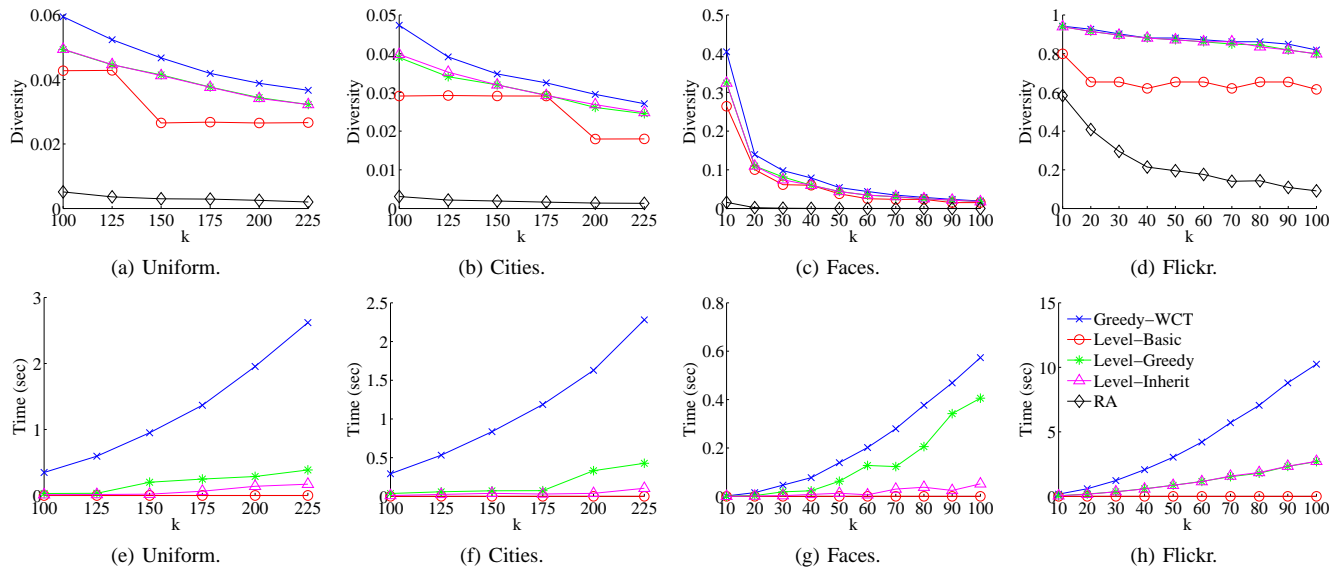 0.06
0.04
0.02
0
Diversity
100 125 150 175 200 225
k
(a) Uniform.
0.05
0.04
0.03
0.02
0.01
0
Diversity
100 125 150 175 200 225
k
(b) Cities.
0.5
0.4
0.3
0.2
0.1
0
Diversity
10 20 30 40 50 60 70 80 90 100
k
(c) Faces.
1
0.8
0.6
0.4
0.2
0
Diversity
10 20 30 40 50 60 70 80 90 100
k
(d) Flickr.
3
2
1
0
Time (sec)
100 125 150 175 200 225
k
(e) Uniform.
2.5
2
1.5
1
0.5
0
Time (sec)
100 125 150 175 200 225
k
(f) Cities.
0.8
0.6
0.4
0.2
0
Time (sec)
10 20 30 40 50 60 70 80 90 100
k
(g) Faces.
15
10
5
0
Time (sec)
Greedy−WCT
Level−Basic
Level−Greedy
Level−Inherit
RA
10 20 30 40 50 60 70 80 90 100
k
(h) Flickr.